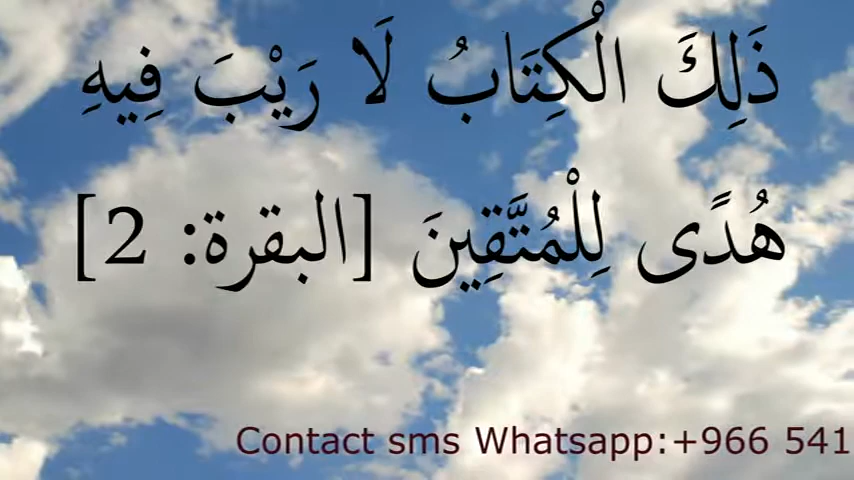 ذَلِكَ الْكِتَابُ لَا رَيْبَ فِيهِ
هُدًى لِلْمُتَّقِينَ [البقرة: 2]
Contact sms Whatsapp:+966 541